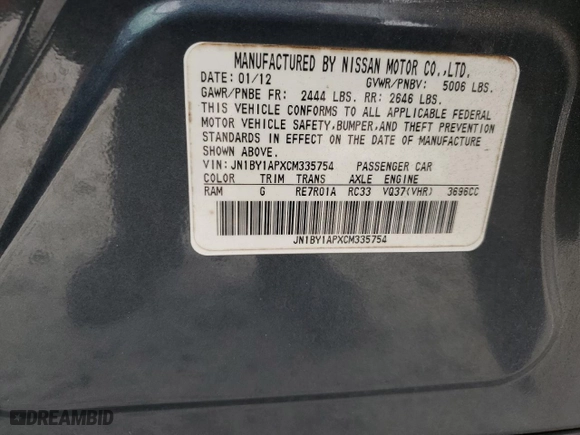 MANUFACTURED BY NISSAN MOTOR CO.,LTD.
DATE: 01/12 GVWR/PNBV: 5006 LBS.
GAWR/PNBE FR: 2444 LBS. RR: 2646 LBS.
THIS VEHICLE CONFORMS TO ALL APPLICABLE FEDERAL
MOTOR VEHICLE SAFETY,BUMPER,AND THEFT PREVENTION
STANDARDS IN EFFECT ON THE DATE OF MANUFACTURE
SHOWN ABOVE.
VIN: JN1BY1APXCM335754 PASSENGER CAR
COLOR TRIM TRANS AXLE ENGINE
RAM G RE7R01A RC33 VQ37(VHR) 3696CC
JN1BY1APXCM335754
DREAMBID